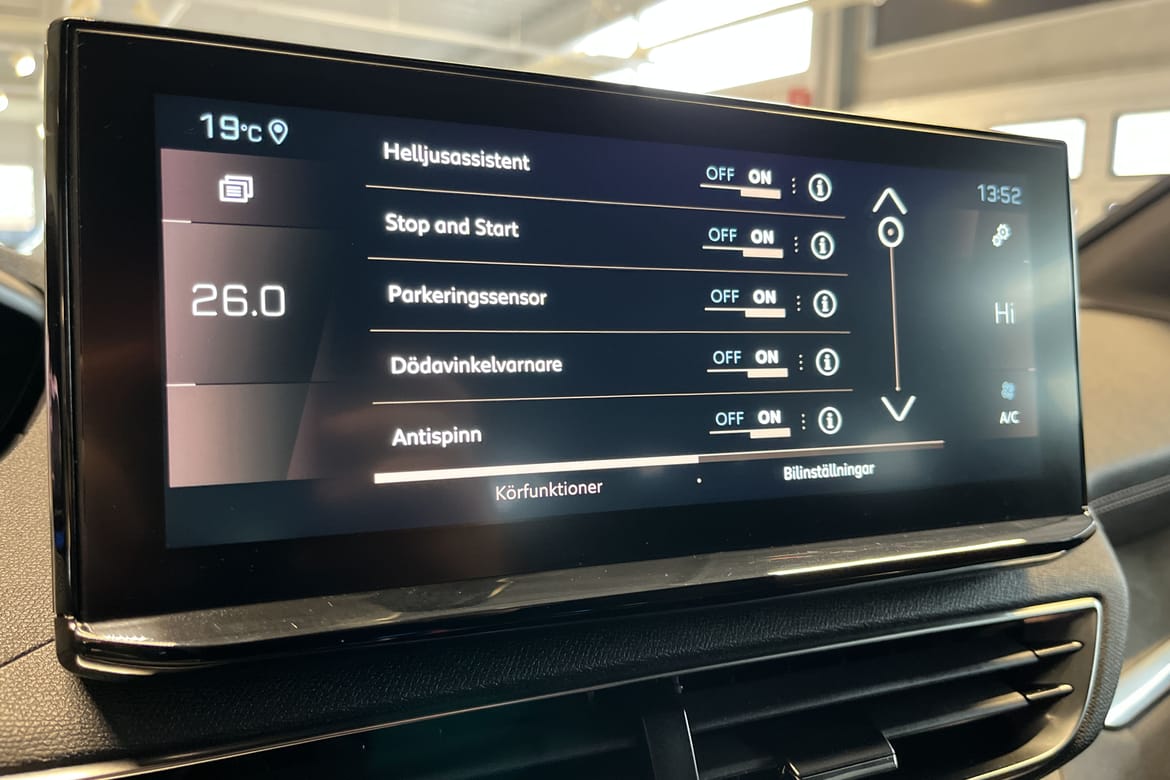 19°C
Helljusassistent OFF ON
13:52
Stop and Start OFF ON
26.0
Parkeringssensor OFF ON
Hi
Dödavinkelvarnare OFF ON
A/C
Antispinn OFF ON
Körfunktioner
Bilinställningar